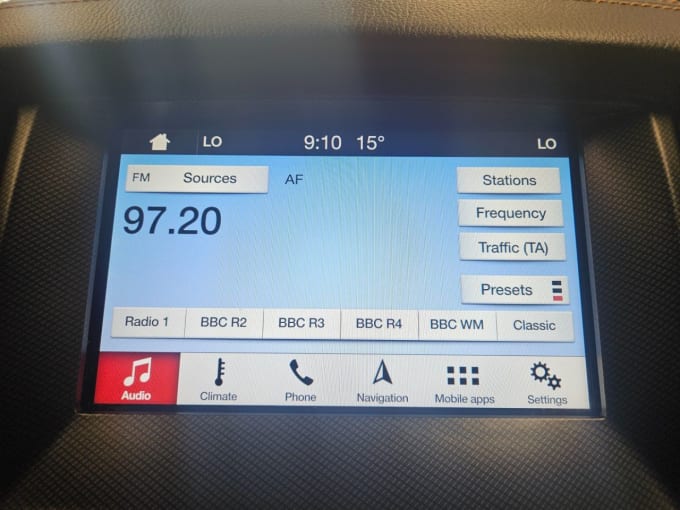 LO 9:10 15° LO
FM Sources AF Stations
97.20 Frequency
Traffic (TA)
Presets
Radio 1 BBC R2 BBC R3 BBC R4 BBC WM Classic
Audio Climate Phone Navigation Mobile apps Settings